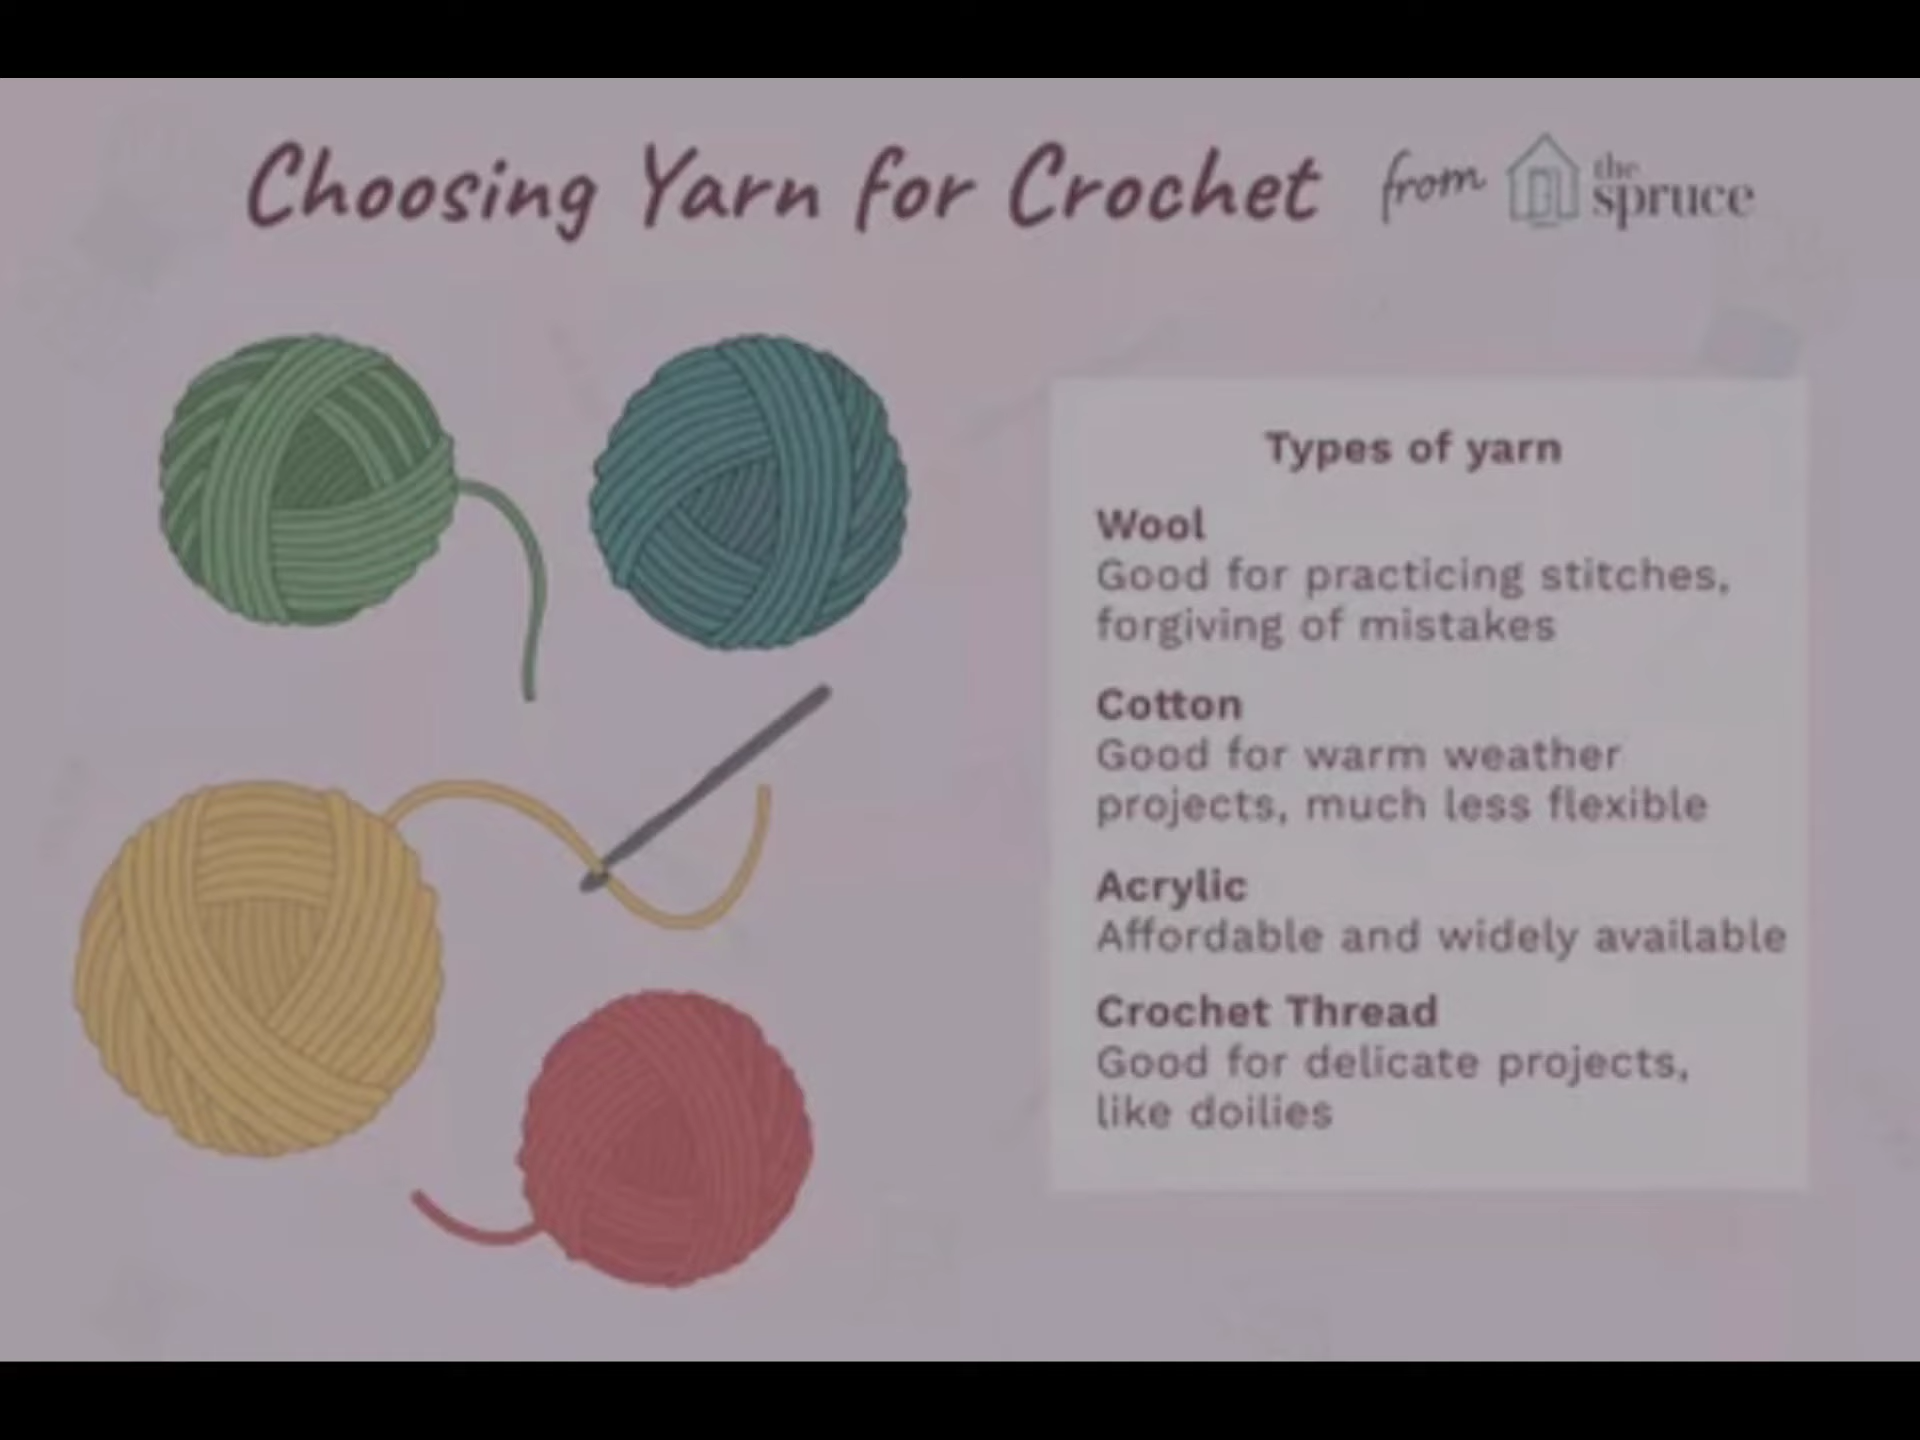 Choosing Yarn for Crochet from the spruce
Types of yarn
Wool
Good for practicing stitches,
forgiving of mistakes
Cotton
Good for warm weather
projects, much less flexible
Acrylic
Affordable and widely available
Crochet Thread
Good for delicate projects,
like doilies